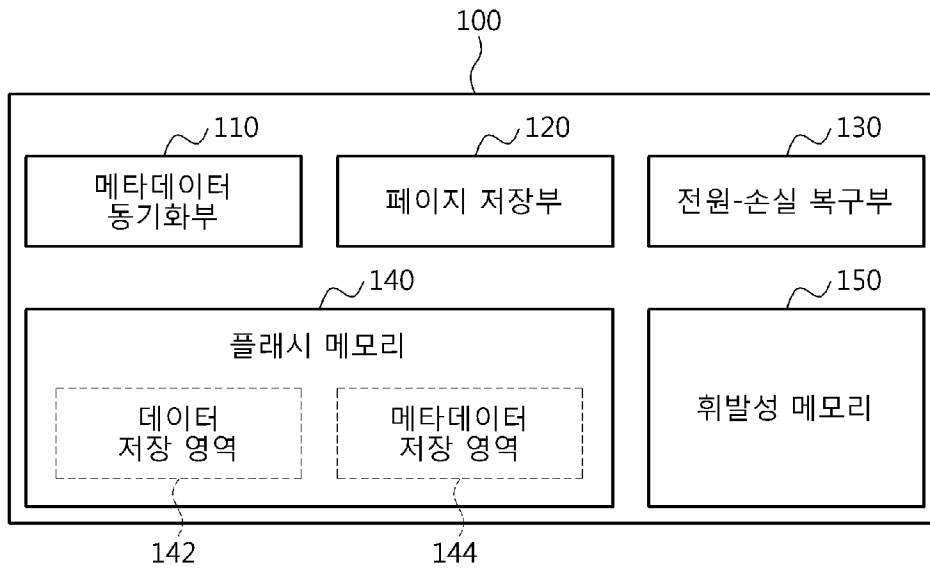 100
110
120
130
메타데이터
동기화부
페이지 저장부
전원-손실 복구부
140
150
플래시 메모리
데이터
저장 영역
메타데이터
저장 영역
휘발성 메모리
142
144